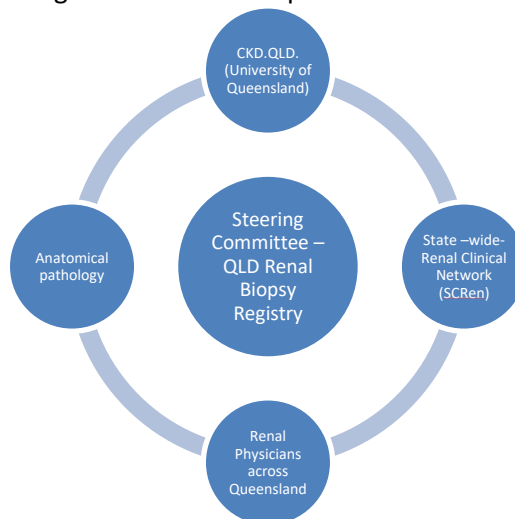 CKD.QLD.
(University of
Queensland)
Steering
Committee –
QLD Renal
Biopsy
Registry
Anatomical
pathology
State –wide-
Renal Clinical
Network
(SCRen)
Renal
Physicians
across
Queensland